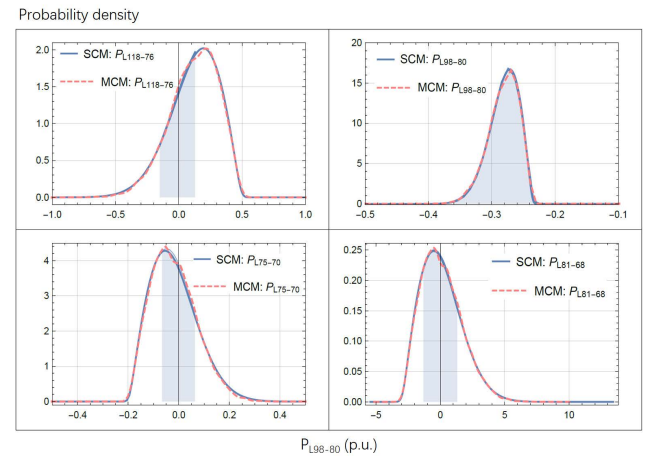 Probability density
2.0
1.5
1.0
0.5
0.0
SCM: PL118−76
MCM: PL118−76
−1.0 −0.5 0.0 0.5 1.0
20
15
10
5
0
SCM: PL98−80
MCM: PL98−80
−0.5 −0.4 −0.3 −0.2 −0.1
4
3
2
1
0
SCM: PL75−70
MCM: PL75−70
−0.4 −0.2 0.0 0.2 0.4
0.25
0.20
0.15
0.10
0.05
0.00
SCM: PL81−68
MCM: PL81−68
−5 0 5 10
PL98-80 (p.u.)